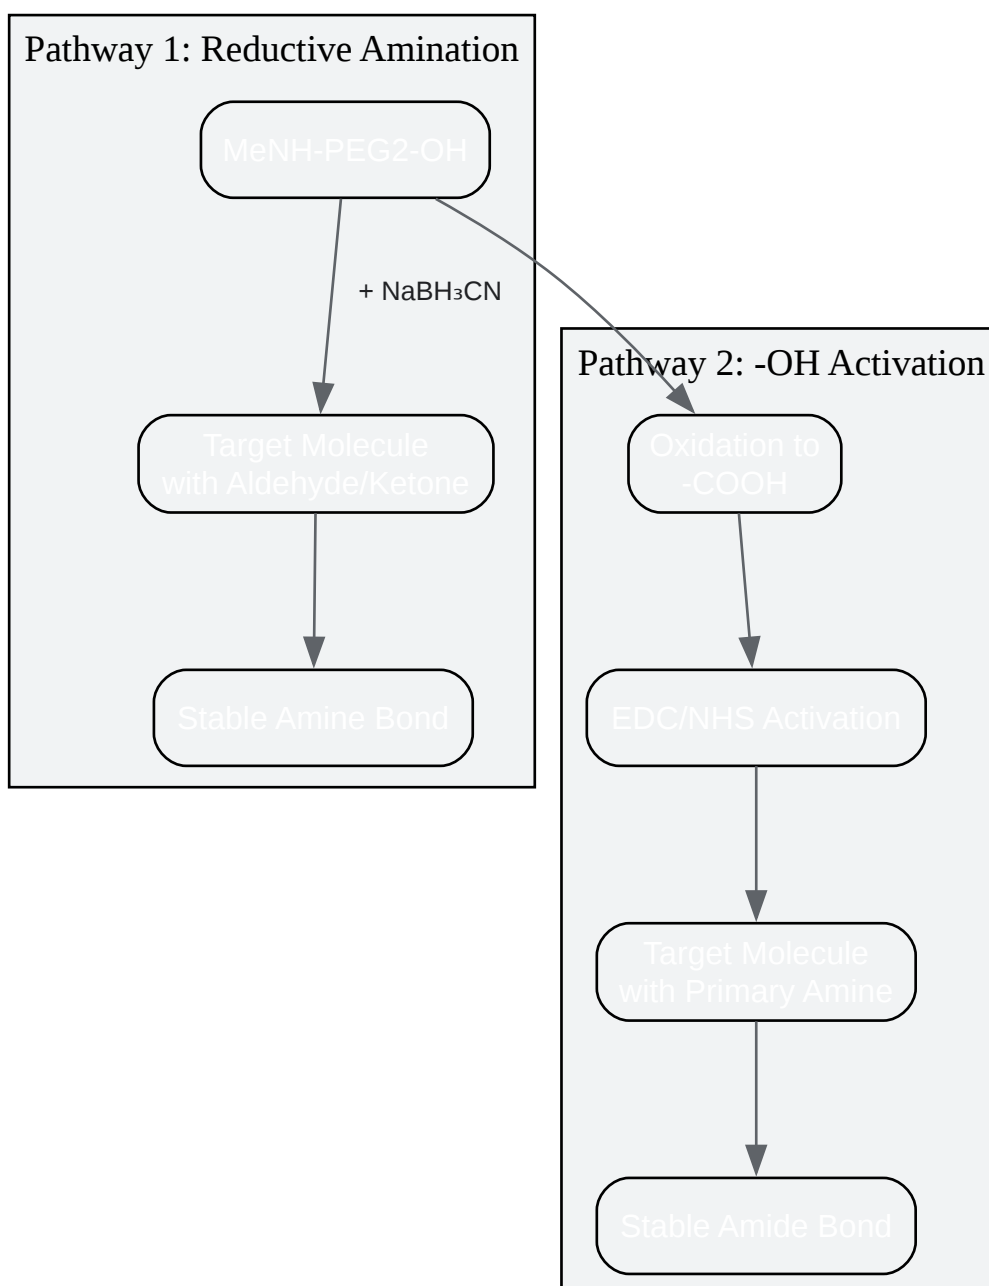 Pathway 1: Reductive Amination
MeNH-PEG2-OH
+ NaBH₃CN
Target Molecule
with Aldehyde/Ketone
Stable Amine Bond
Pathway 2: -OH Activation
Oxidation to
-COOH
EDC/NHS Activation
Target Molecule
with Primary Amine
Stable Amide Bond